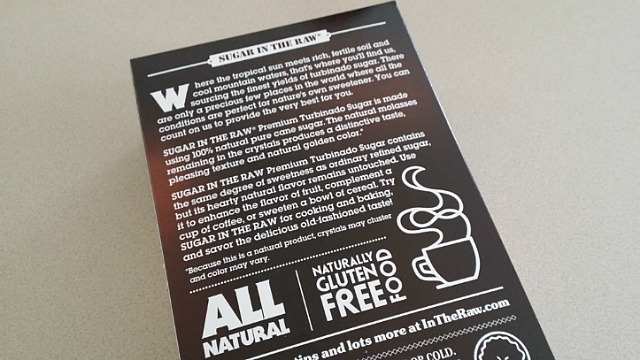 SUGAR IN THE RAW®
Where the tropical sun meets rich, fertile soil and
cool mountain waters, that's where you'll find us,
sourcing the finest yields of turbinado sugar. There
are only a precious few places in the world where all the
conditions are perfect for nature's own sweetener. You can
count on us to provide the very best for you.
SUGAR IN THE RAW® Premium Turbinado Sugar is made
using 100% natural pure cane sugar. The natural molasses
remaining in the crystals produces a distinctive taste,
pleasing texture and natural golden color.*
SUGAR IN THE RAW Premium Turbinado Sugar contains
the same degree of sweetness as ordinary refined sugar,
but its hearty natural flavor remains untouched. Use
it to enhance the flavor of fruit, complement a
cup of coffee, or sweeten a bowl of cereal. Try
SUGAR IN THE RAW for cooking and baking,
and savor the delicious old-fashioned taste!
*Because this is a natural product, crystals may cluster
and color may vary.
ALL
NATURAL
NATURALLY
GLUTEN
FREE
FOOD
tips and lots more at InTheRaw.com
OR COLD.